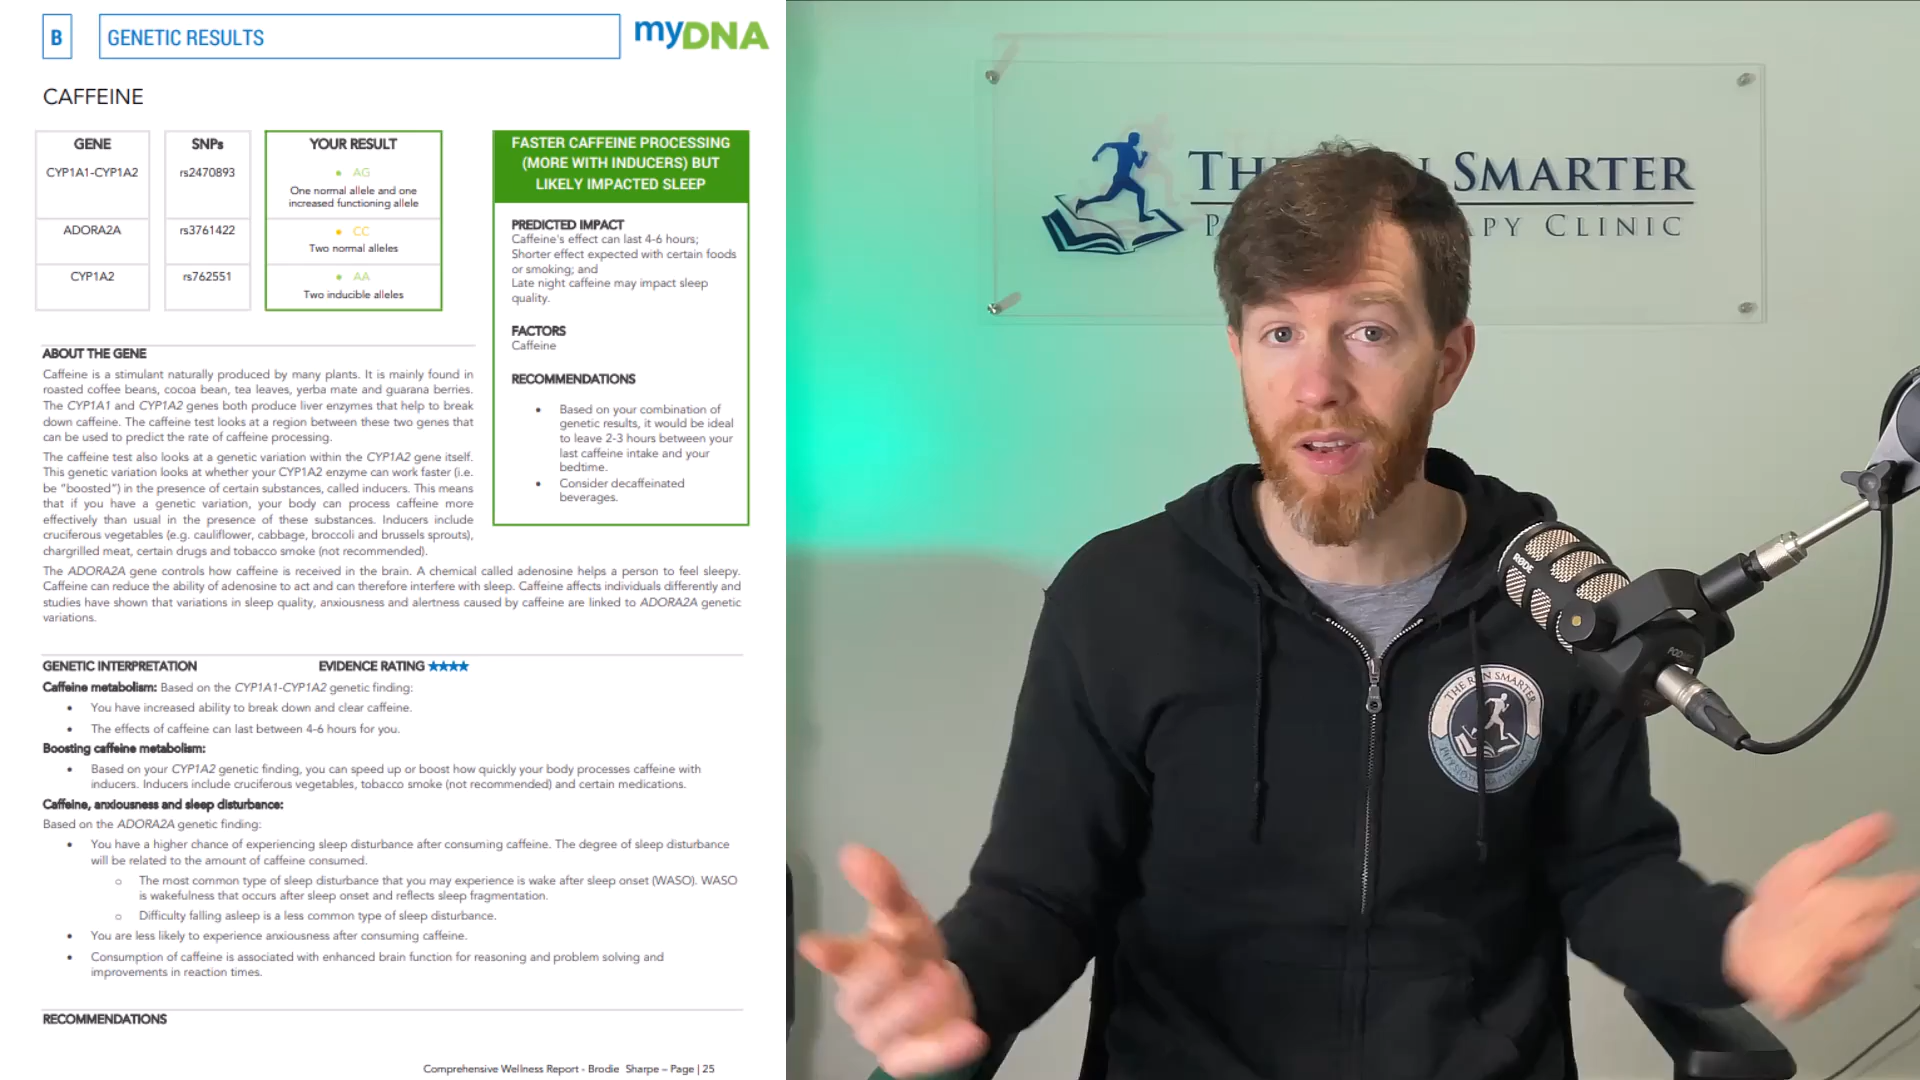 B
GENETIC RESULTS
myDNA
CAFFEINE
GENE
CYP1A1-CYP1A2
ADORA2A
CYP1A2
SNPs
rs2470893
rs3761422
rs762551
YOUR RESULT
AG
One normal allele and one
increased functioning allele
CC
Two normal alleles
AA
Two inducible alleles
FASTER CAFFEINE PROCESSING
(MORE WITH INDUCERS) BUT
LIKELY IMPACTED SLEEP
PREDICTED IMPACT
Caffeine's effect can last 4-6 hours;
Shorter effect expected with certain foods
or smoking; and
Late night caffeine may impact sleep
quality.
FACTORS
Caffeine
RECOMMENDATIONS
• Based on your combination of
genetic results, it would be ideal
to leave 2-3 hours between your
last caffeine intake and your
bedtime.
• Consider decaffeinated
beverages.
ABOUT THE GENE
Caffeine is a stimulant naturally produced by many plants. It is mainly found in
roasted coffee beans, cocoa bean, tea leaves, yerba mate and guarana berries.
The CYP1A1 and CYP1A2 genes both produce liver enzymes that help to break
down caffeine. The caffeine test looks at a region between these two genes that
can be used to predict the rate of caffeine processing.
The caffeine test also looks at a genetic variation within the CYP1A2 gene itself.
This genetic variation looks at whether your CYP1A2 enzyme can work faster (i.e.
be "boosted") in the presence of certain substances, called inducers. This means
that if you have a genetic variation, your body can process caffeine more
effectively than usual in the presence of these substances. Inducers include
cruciferous vegetables (e.g. cauliflower, cabbage, broccoli and brussels sprouts),
chargrilled meat, certain drugs and tobacco smoke (not recommended).
The ADORA2A gene controls how caffeine is received in the brain. A chemical called adenosine helps a person to feel sleepy.
Caffeine can reduce the ability of adenosine to act and can therefore interfere with sleep. Caffeine affects individuals differently and
studies have shown that variations in sleep quality, anxiousness and alertness caused by caffeine are linked to ADORA2A genetic
variations.
GENETIC INTERPRETATION
EVIDENCE RATING ★★★★
Caffeine metabolism: Based on the CYP1A1-CYP1A2 genetic finding:
• You have increased ability to break down and clear caffeine.
• The effects of caffeine can last between 4-6 hours for you.
Boosting caffeine metabolism:
• Based on your CYP1A2 genetic finding, you can speed up or boost how quickly your body processes caffeine with
inducers. Inducers include cruciferous vegetables, tobacco smoke (not recommended) and certain medications.
Caffeine, anxiousness and sleep disturbance:
Based on the ADORA2A genetic finding:
• You have a higher chance of experiencing sleep disturbance after consuming caffeine. The degree of sleep disturbance
will be related to the amount of caffeine consumed.
o The most common type of sleep disturbance that you may experience is wake after sleep onset (WASO). WASO
is wakefulness that occurs after sleep onset and reflects sleep fragmentation.
o Difficulty falling asleep is a less common type of sleep disturbance.
• You are less likely to experience anxiousness after consuming caffeine.
• Consumption of caffeine is associated with enhanced brain function for reasoning and problem solving and
improvements in reaction times.
RECOMMENDATIONS
Comprehensive Wellness Report - Brodie Sharpe – Page | 25
SMARTER
CLINIC
RØDE
THE RUN SMARTER